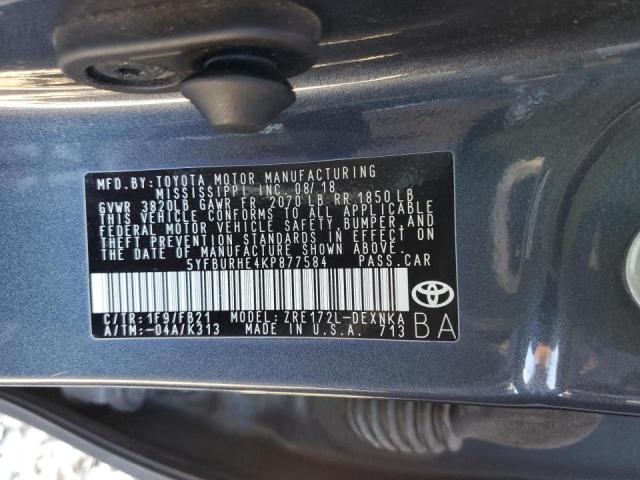 MFD.BY:TOYOTA MOTOR MANUFACTURING
MISSISSIPPI, INC. 08/18
GVWR 3820LB GAWR FR 2070 LB RR 1850 LB
THIS VEHICLE CONFORMS TO ALL APPLICABLE
FEDERAL MOTOR VEHICLE SAFETY, BUMPER, AND
THEFT PREVENTION STANDARDS IN EFFECT ON
THE DATE OF MANUFACTURE SHOWN ABOVE.
5YFBURHE4KP877584 PASS.CAR
C/TR:1F9/FB21 MODEL: ZRE172L-DEXNKA
A/TM:-04A/K313 MADE IN U.S.A. 713
TOYOTA
BA